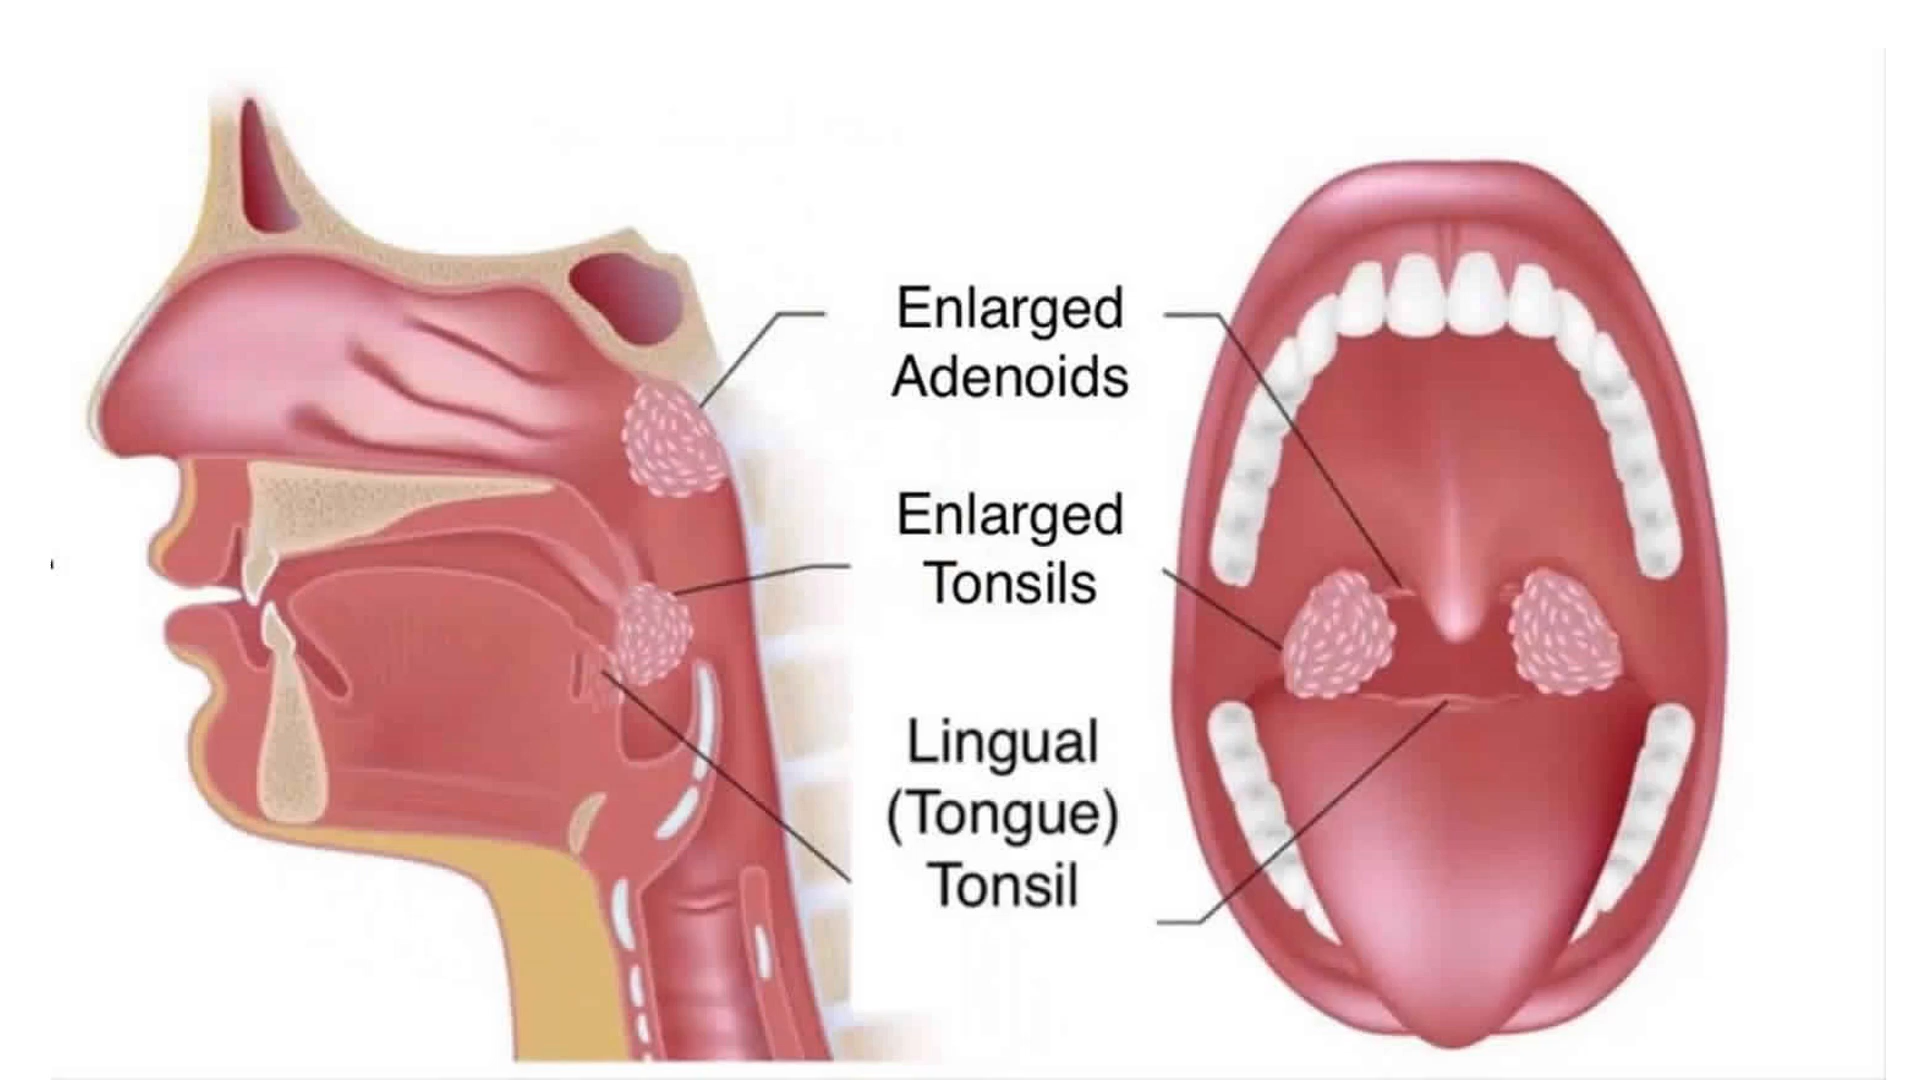 Enlarged
Adenoids
Enlarged
Tonsils
Lingual
(Tongue)
Tonsil